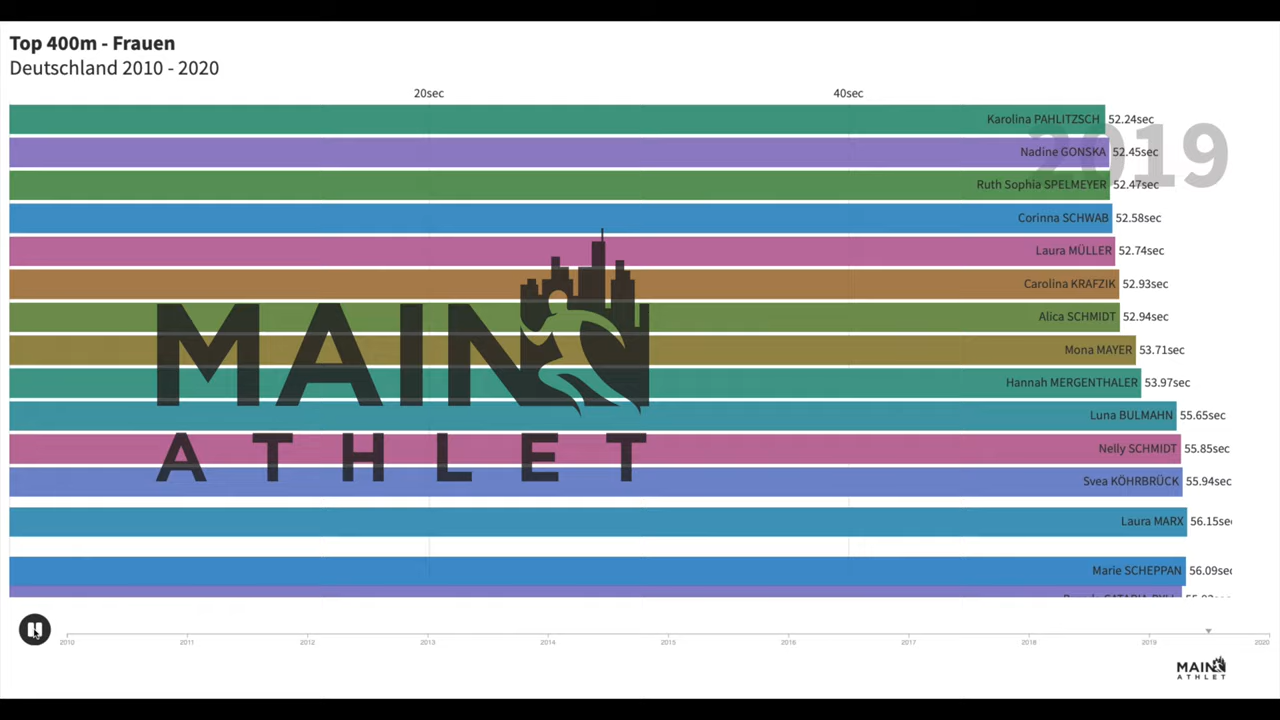 Top 400m - Frauen
Deutschland 2010 - 2020
20sec 40sec
2019
Karolina PAHLITZSCH 52.24sec
Nadine GONSKA 52.45sec
Ruth Sophia SPELMEYER 52.47sec
Corinna SCHWAB 52.58sec
Laura MÜLLER 52.74sec
Carolina KRAFZIK 52.93sec
Alica SCHMIDT 52.94sec
Mona MAYER 53.71sec
Hannah MERGENTHALER 53.97sec
Luna BULMAHN 55.65sec
Nelly SCHMIDT 55.85sec
Svea KÖHRBRÜCK 55.94sec
Laura MARX 56.15sec
Marie SCHEPPAN 56.09sec
MAIN
ATHLET
2010 2011 2012 2013 2014 2015 2016 2017 2018 2019 2020
MAIN
ATHLET